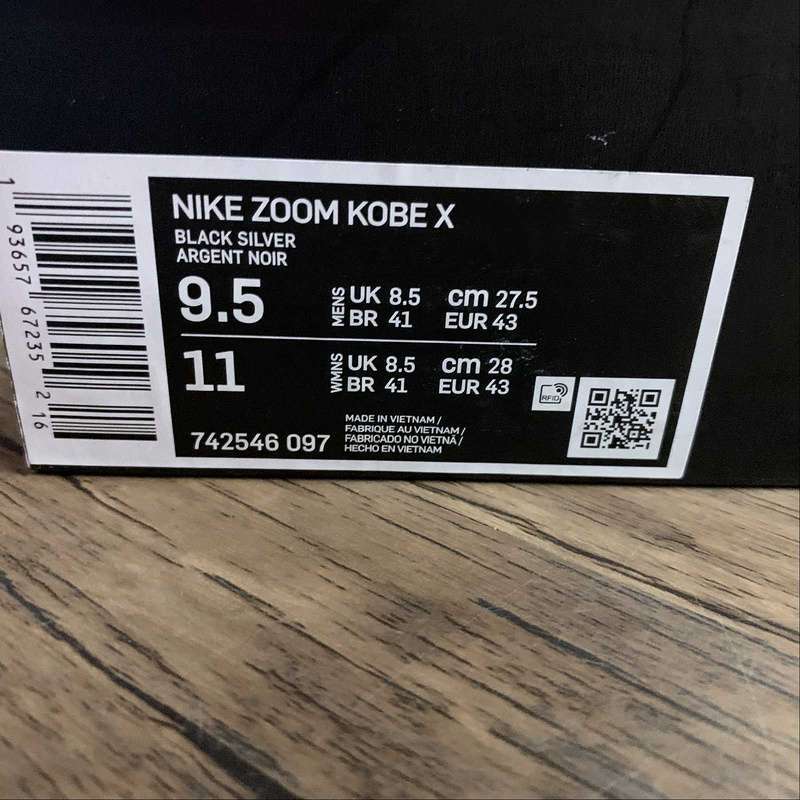 NIKE ZOOM KOBE X
BLACK SILVER
ARGENT NOIR
9.5
MENS
UK 8.5 cm 27.5
BR 41 EUR 43
11
WMNS
UK 8.5 cm 28
BR 41 EUR 43
RFID
742546 097
MADE IN VIETNAM /
FABRIQUE AU VIETNAM /
FABRICADO NO VIETNÃ /
HECHO EN VIETNAM
1 93657 67235 2 16